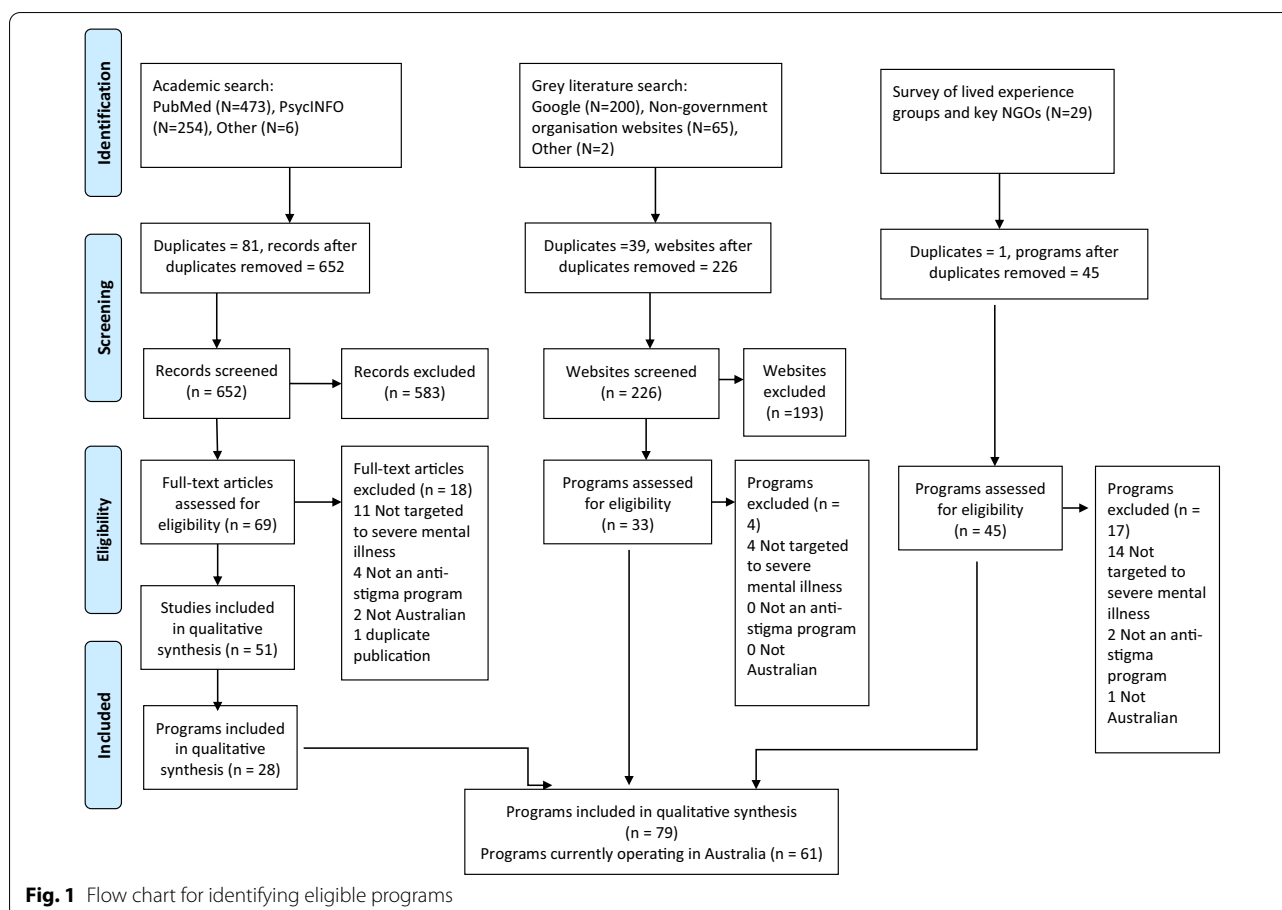 Identification
Academic search:
PubMed (N=473), PsycINFO
(N=254), Other (N=6)
Grey literature search:
Google (N=200), Non-government
organisation websites (N=65),
Other (N=2)
Survey of lived experience
groups and key NGOs (N=29)
Screening
Duplicates = 81, records after
duplicates removed = 652
Duplicates =39, websites after
duplicates removed = 226
Duplicates = 1, programs after
duplicates removed = 45
Records screened
(n = 652)
Records excluded
(n = 583)
Websites screened
(n = 226)
Websites
excluded
(n =193)
Eligibility
Full-text articles
assessed for
eligibility (n = 69)
Full-text articles
excluded (n = 18)
11 Not targeted
to severe mental
illness
4 Not an anti-
stigma program
2 Not Australian
1 duplicate
publication
Programs assessed
for eligibility
(n = 33)
Programs
excluded (n =
4)
4 Not targeted
to severe
mental illness
0 Not an anti-
stigma program
0 Not
Australian
Programs assessed
for eligibility
(n = 45)
Programs
excluded (n =
17)
14 Not
targeted to
severe mental
illness
2 Not an anti-
stigma
program
1 Not
Australian
Studies included
in qualitative
synthesis (n = 51)
Included
Programs included
in qualitative
synthesis (n = 28)
Programs included in qualitative synthesis
(n = 79)
Programs currently operating in Australia (n = 61)
Fig. 1 Flow chart for identifying eligible programs